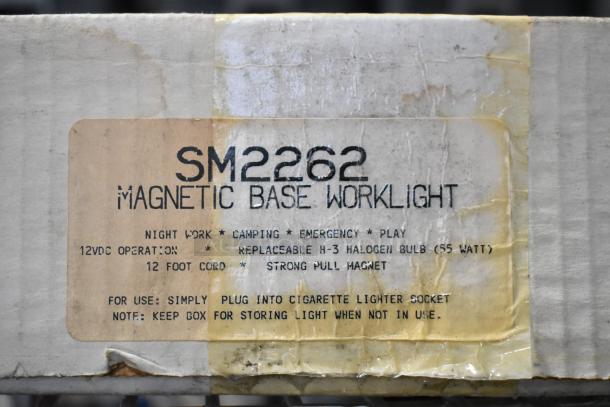 SM2262
MAGNETIC BASE WORKLIGHT
NIGHT WORK * CAMPING * EMERGENCY * PLAY
12VDC OPERATION * REPLACEABLE H-3 HALOGEN BULB (55 WATT)
12 FOOT CORD * STRONG PULL MAGNET
FOR USE: SIMPLY PLUG INTO CIGARETTE LIGHTER SOCKET
NOTE: KEEP BOX FOR STORING LIGHT WHEN NOT IN USE.